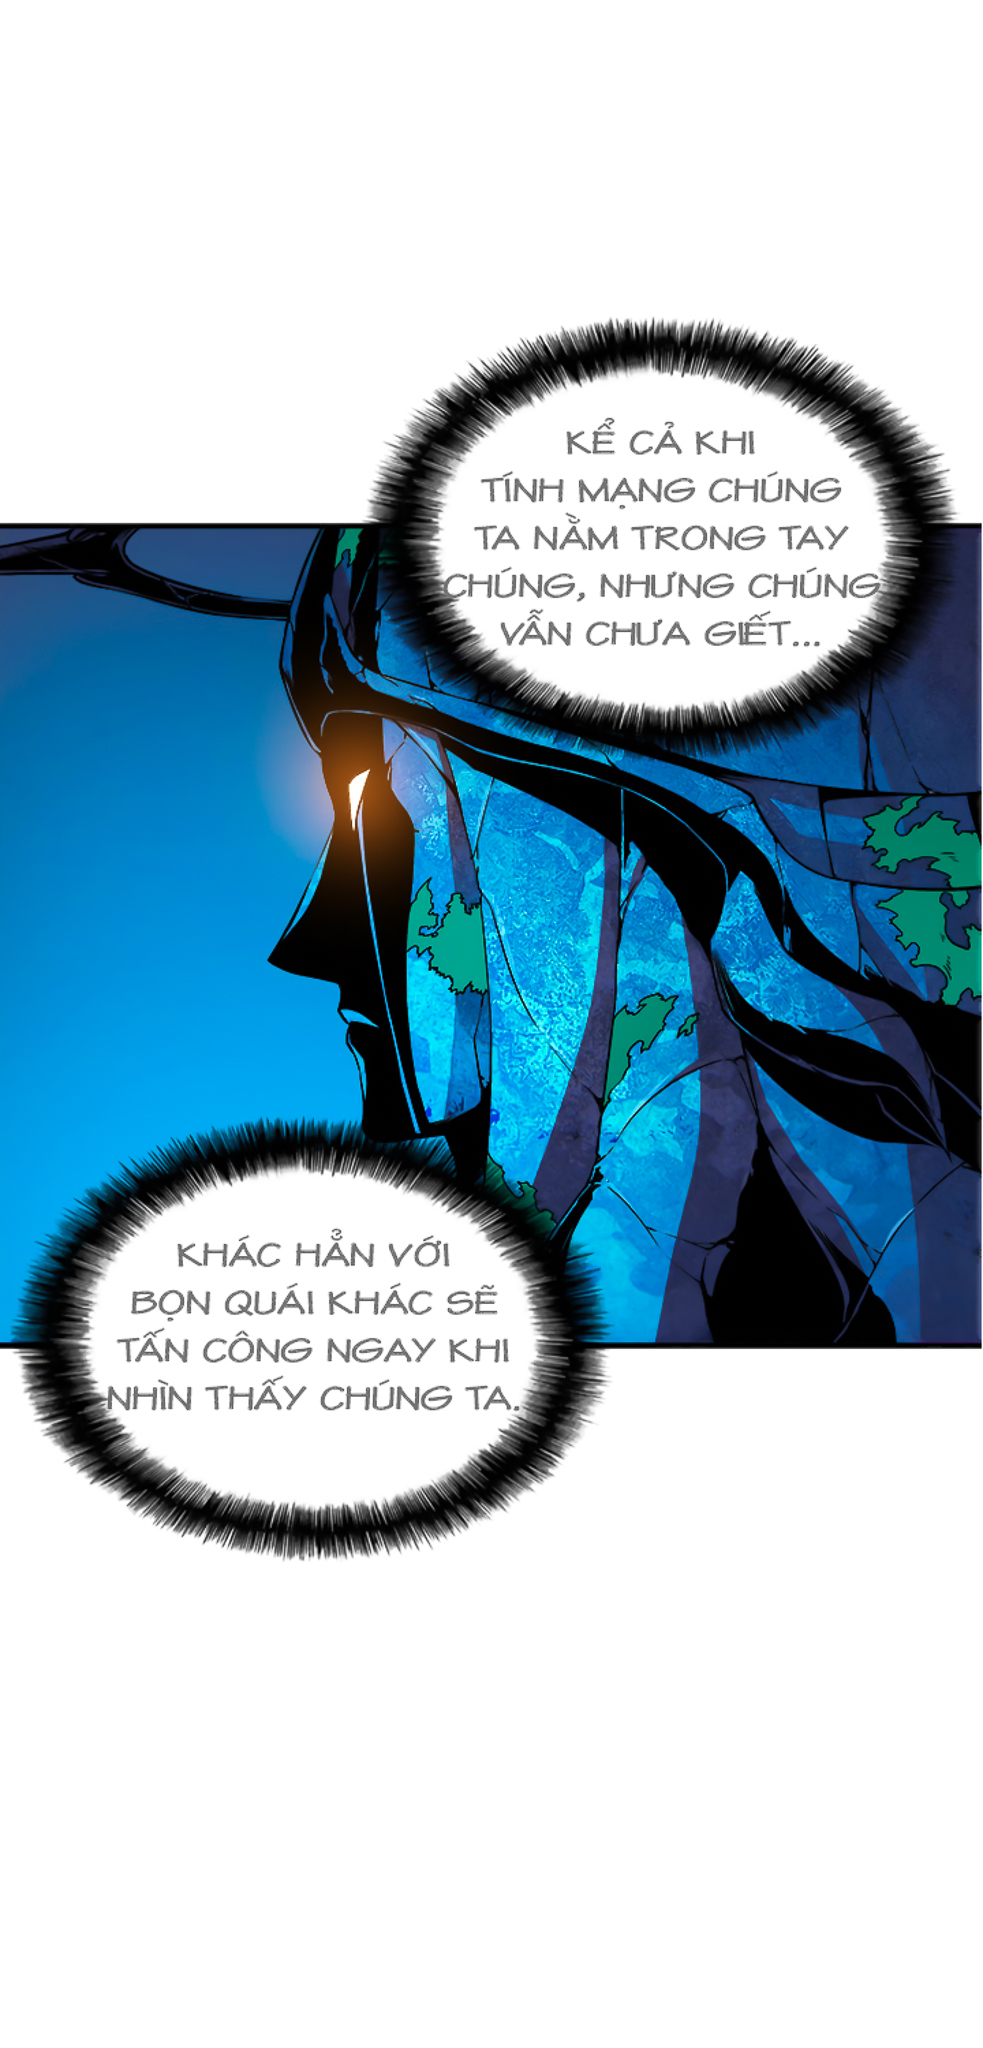 KỂ CẢ KHI
TÍNH MẠNG CHÚNG
TA NẰM TRONG TAY
CHÚNG, NHƯNG CHÚNG
VẪN CHƯA GIẾT...
KHÁC HẲN VỚI
BỌN QUÁI KHÁC SẼ
TẤN CÔNG NGAY KHI
NHÌN THẤY CHÚNG TA.